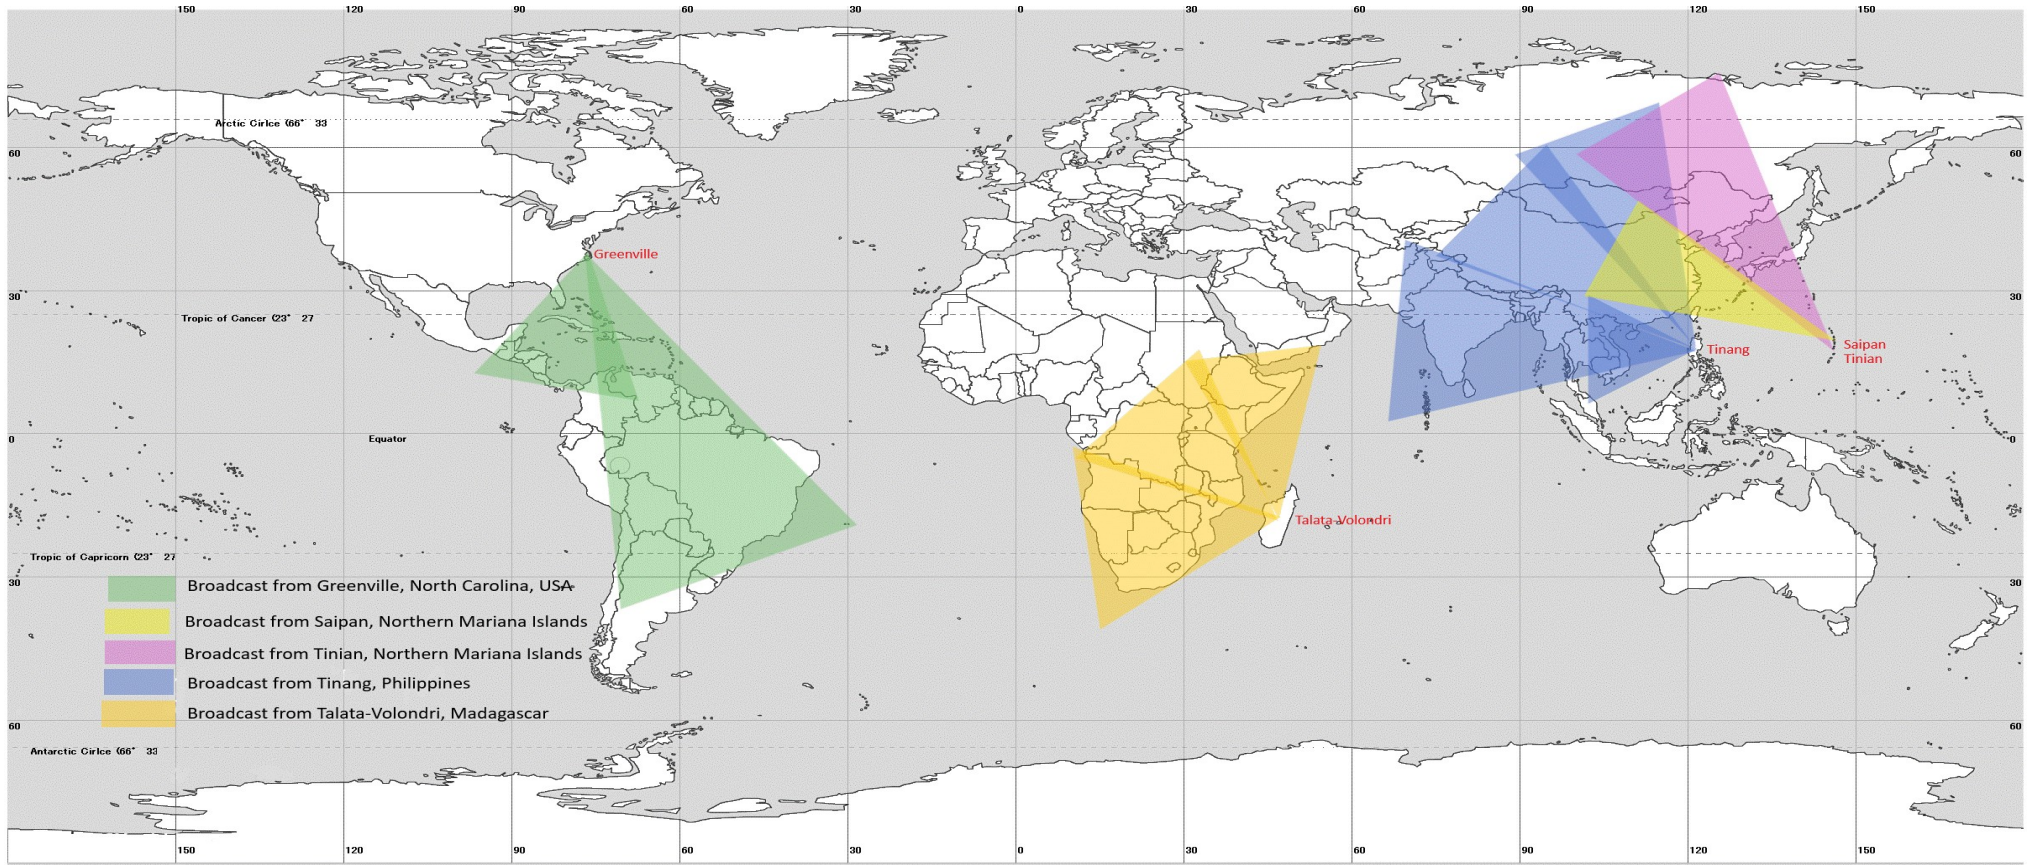 150 120 90 60 30 0 30 60 90 120 150
Arctic Cirlce (66° 33
60 60
Greenville
30 30
Tropic of Cancer (23° 27
Tinang
Saipan
Tinian
0 Equator 0
Talata-Volondri
Tropic of Capricorn (23° 27
30 30
Broadcast from Greenville, North Carolina, USA
Broadcast from Saipan, Northern Mariana Islands
Broadcast from Tinian, Northern Mariana Islands
Broadcast from Tinang, Philippines
Broadcast from Talata-Volondri, Madagascar
60 60
Antarctic Cirlce (66° 33
150 120 90 60 30 0 30 60 90 120 150